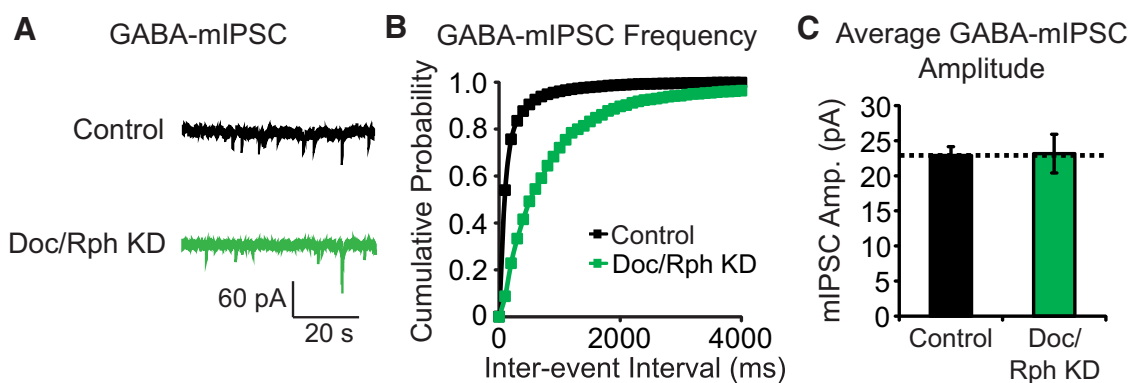 A
GABA-mIPSC
Control
Doc/Rph KD
60 pA
20 s
B
GABA-mIPSC Frequency
Cumulative Probability
1.0
0.8
0.6
0.4
0.2
0
0
2000
4000
Inter-event Interval (ms)
Control
Doc/Rph KD
C
Average GABA-mIPSC
Amplitude
mIPSC Amp. (pA)
30
25
20
15
10
5
0
Control
Doc/
Rph KD